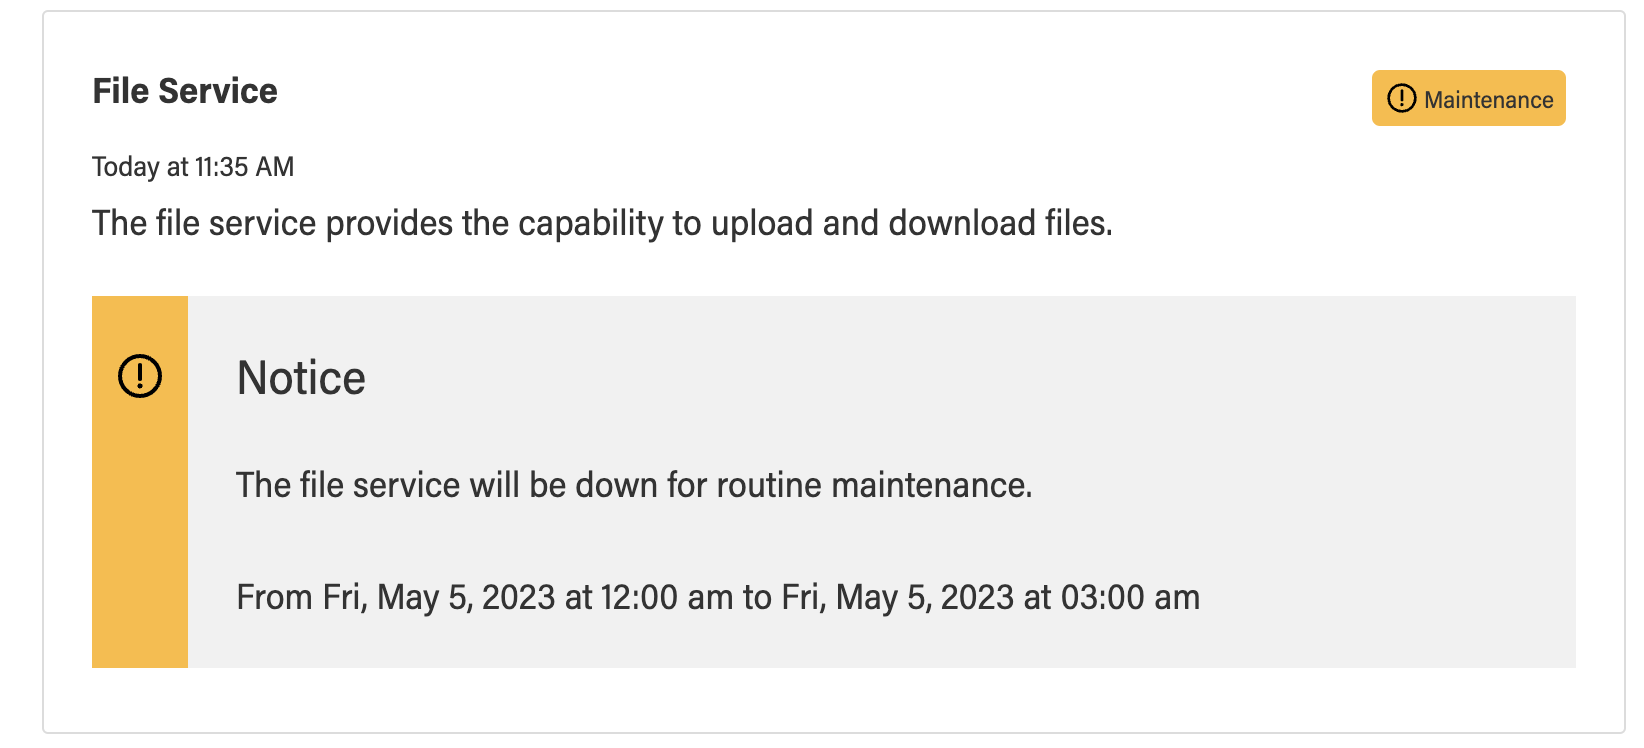 File Service
Maintenance
Today at 11:35 AM
The file service provides the capability to upload and download files.
Notice
The file service will be down for routine maintenance.
From Fri, May 5, 2023 at 12:00 am to Fri, May 5, 2023 at 03:00 am